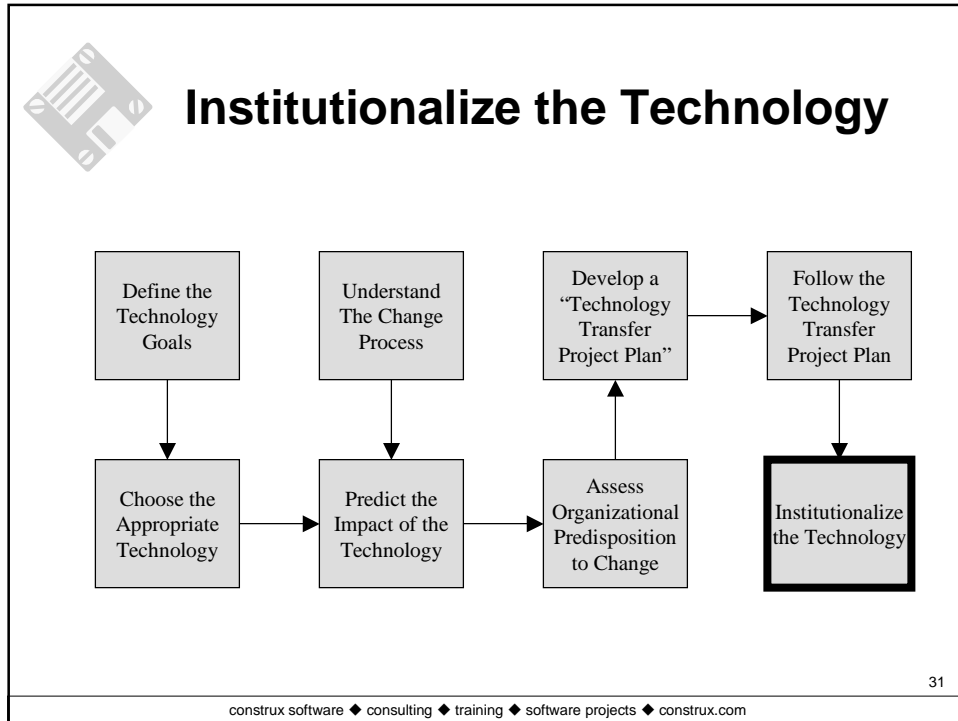 Institutionalize the Technology
Define the
Technology
Goals
Understand
The Change
Process
Develop a
“Technology
Transfer
Project Plan”
Follow the
Technology
Transfer
Project Plan
Choose the
Appropriate
Technology
Predict the
Impact of the
Technology
Assess
Organizational
Predisposition
to Change
Institutionalize
the Technology
31
construx software ◆ consulting ◆ training ◆ software projects ◆ construx.com